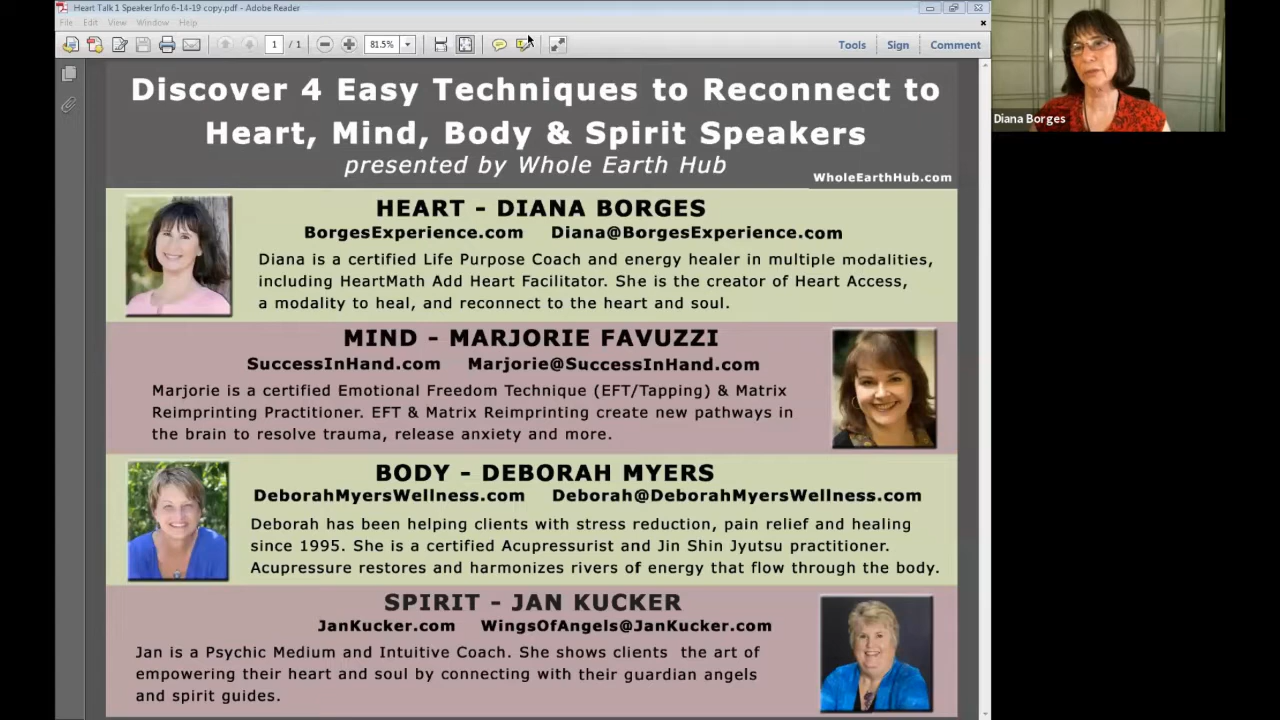 Heart Talk 1 Speaker Info 6-14-19 copy.pdf - Adobe Reader
File Edit View Window Help
1 / 1 81.5% Tools Sign Comment
Discover 4 Easy Techniques to Reconnect to
Heart, Mind, Body & Spirit Speakers
presented by Whole Earth Hub
WholeEarthHub.com
Diana Borges
HEART - DIANA BORGES
BorgesExperience.com Diana@BorgesExperience.com
Diana is a certified Life Purpose Coach and energy healer in multiple modalities,
including HeartMath Add Heart Facilitator. She is the creator of Heart Access,
a modality to heal, and reconnect to the heart and soul.
MIND - MARJORIE FAVUZZI
SuccessInHand.com Marjorie@SuccessInHand.com
Marjorie is a certified Emotional Freedom Technique (EFT/Tapping) & Matrix
Reimprinting Practitioner. EFT & Matrix Reimprinting create new pathways in
the brain to resolve trauma, release anxiety and more.
BODY - DEBORAH MYERS
DeborahMyersWellness.com Deborah@DeborahMyersWellness.com
Deborah has been helping clients with stress reduction, pain relief and healing
since 1995. She is a certified Acupressurist and Jin Shin Jyutsu practitioner.
Acupressure restores and harmonizes rivers of energy that flow through the body.
SPIRIT - JAN KUCKER
JanKucker.com WingsOfAngels@JanKucker.com
Jan is a Psychic Medium and Intuitive Coach. She shows clients the art of
empowering their heart and soul by connecting with their guardian angels
and spirit guides.